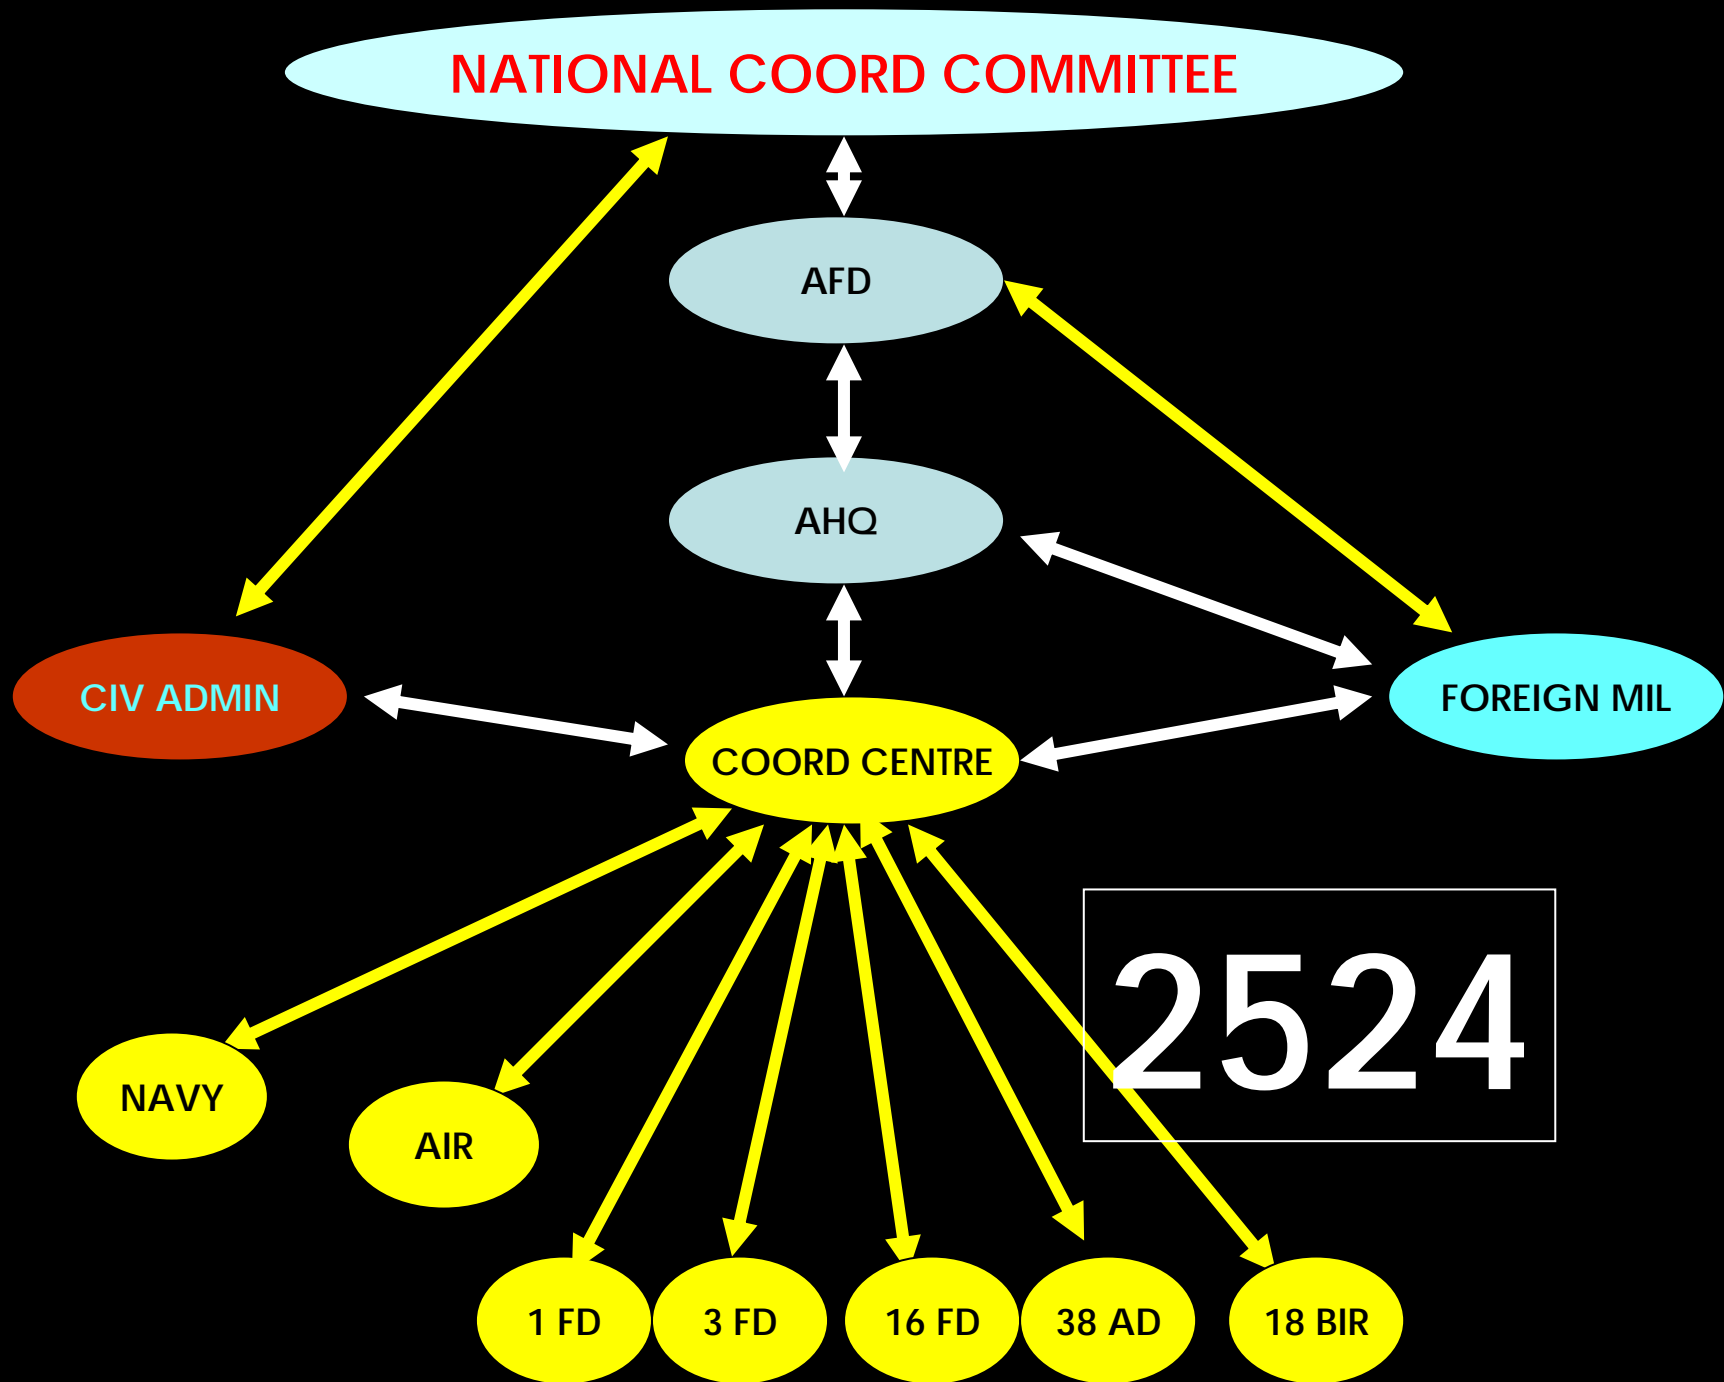 NATIONAL COORD COMMITTEE
AFD
AHQ
CIV ADMIN
FOREIGN MIL
COORD CENTRE
2524
NAVY
AIR
1 FD
3 FD
16 FD
38 AD
18 BIR